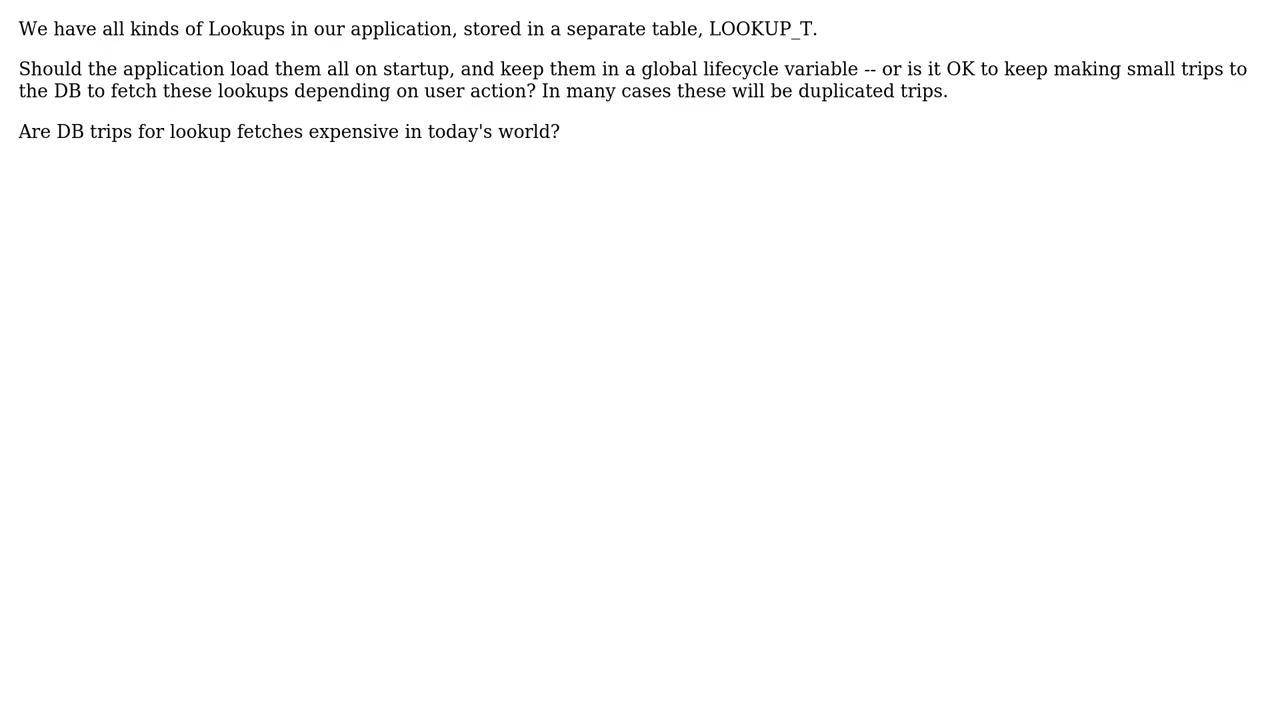 We have all kinds of Lookups in our application, stored in a separate table, LOOKUP_T.
Should the application load them all on startup, and keep them in a global lifecycle variable -- or is it OK to keep making small trips to
the DB to fetch these lookups depending on user action? In many cases these will be duplicated trips.
Are DB trips for lookup fetches expensive in today's world?